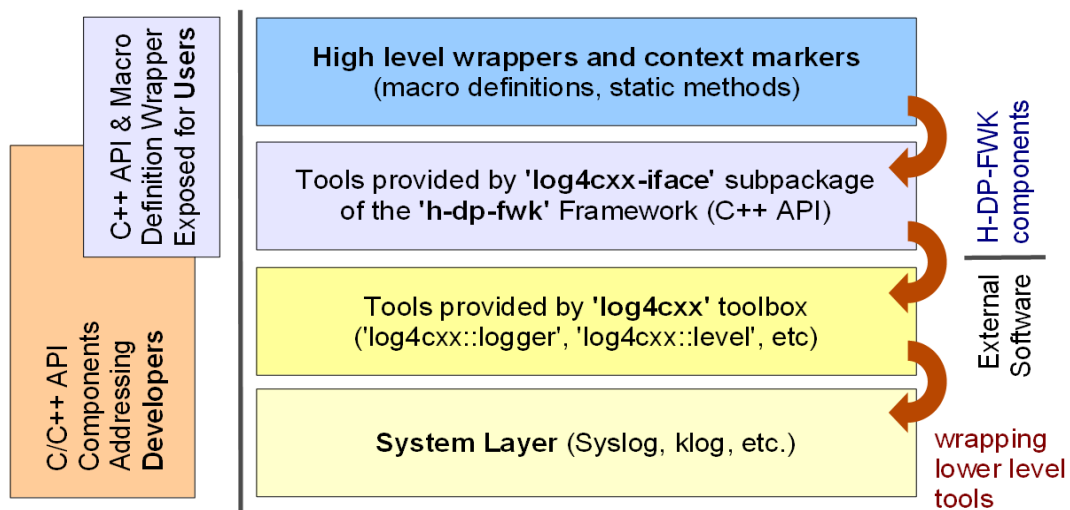 C++ API & Macro
Definition Wrapper
Exposed for Users
C/C++ API
Components
Addressing
Developers
High level wrappers and context markers
(macro definitions, static methods)
Tools provided by 'log4cxx-iface' subpackage
of the 'h-dp-fwk' Framework (C++ API)
Tools provided by 'log4cxx' toolbox
('log4cxx::logger', 'log4cxx::level', etc)
System Layer (Syslog, klog, etc.)
H-DP-FWK
components
External
Software
wrapping
lower level
tools